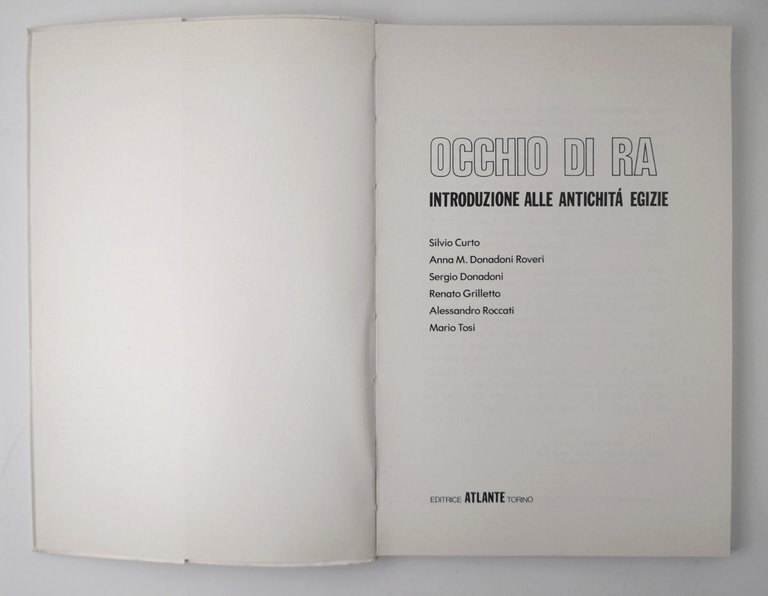 OCCHIO DI RA
INTRODUZIONE ALLE ANTICHITÁ EGIZIE
Silvio Curto
Anna M. Donadoni Roveri
Sergio Donadoni
Renato Grilletto
Alessandro Roccati
Mario Tosi
EDITRICE ATLANTE TORINO